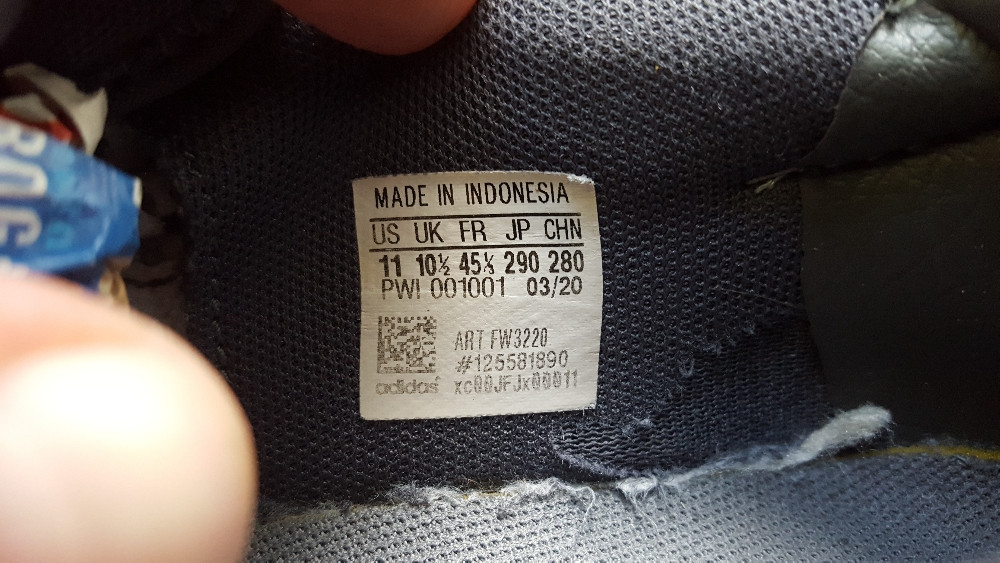 MADE IN INDONESIA
US UK FR JP CHN
11 10½ 45⅓ 290 280
PWI 001001 03/20
ART FW3220
#125581890
adidas